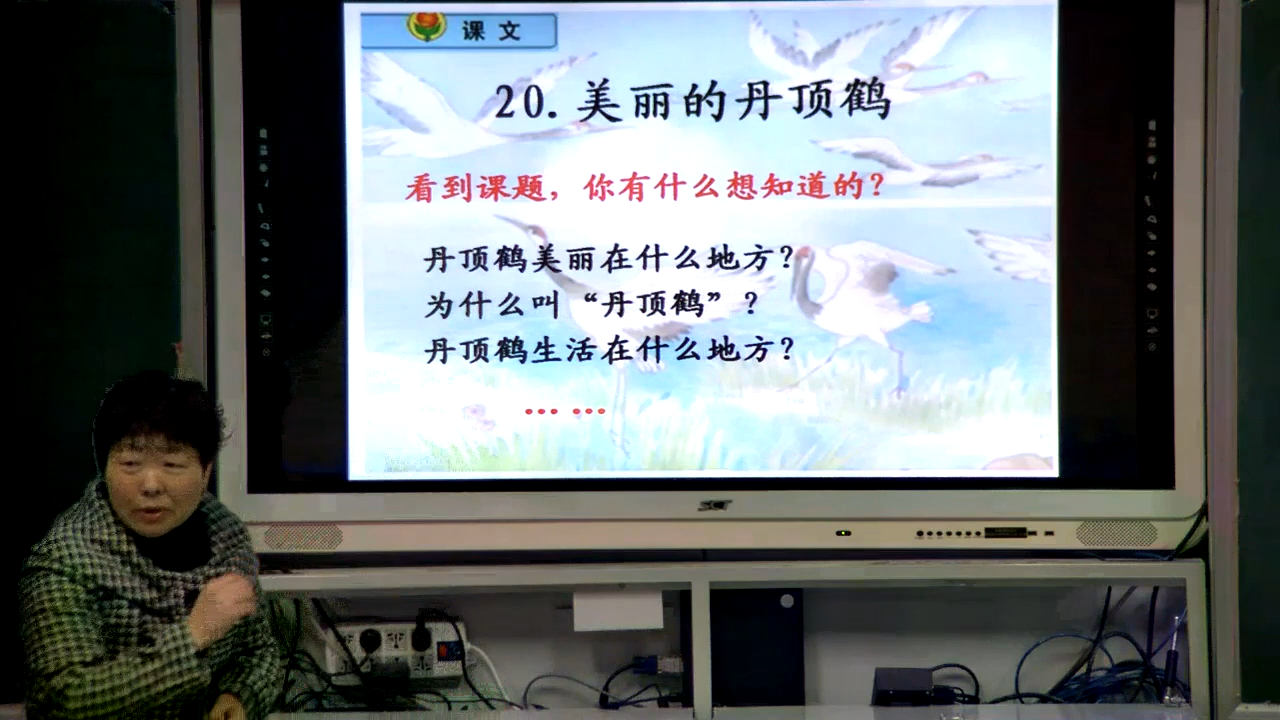 课文
20.美丽的丹顶鹤
看到课题，你有什么想知道的？
丹顶鹤美丽在什么地方？
为什么叫“丹顶鹤”？
丹顶鹤生活在什么地方？
……
SCT